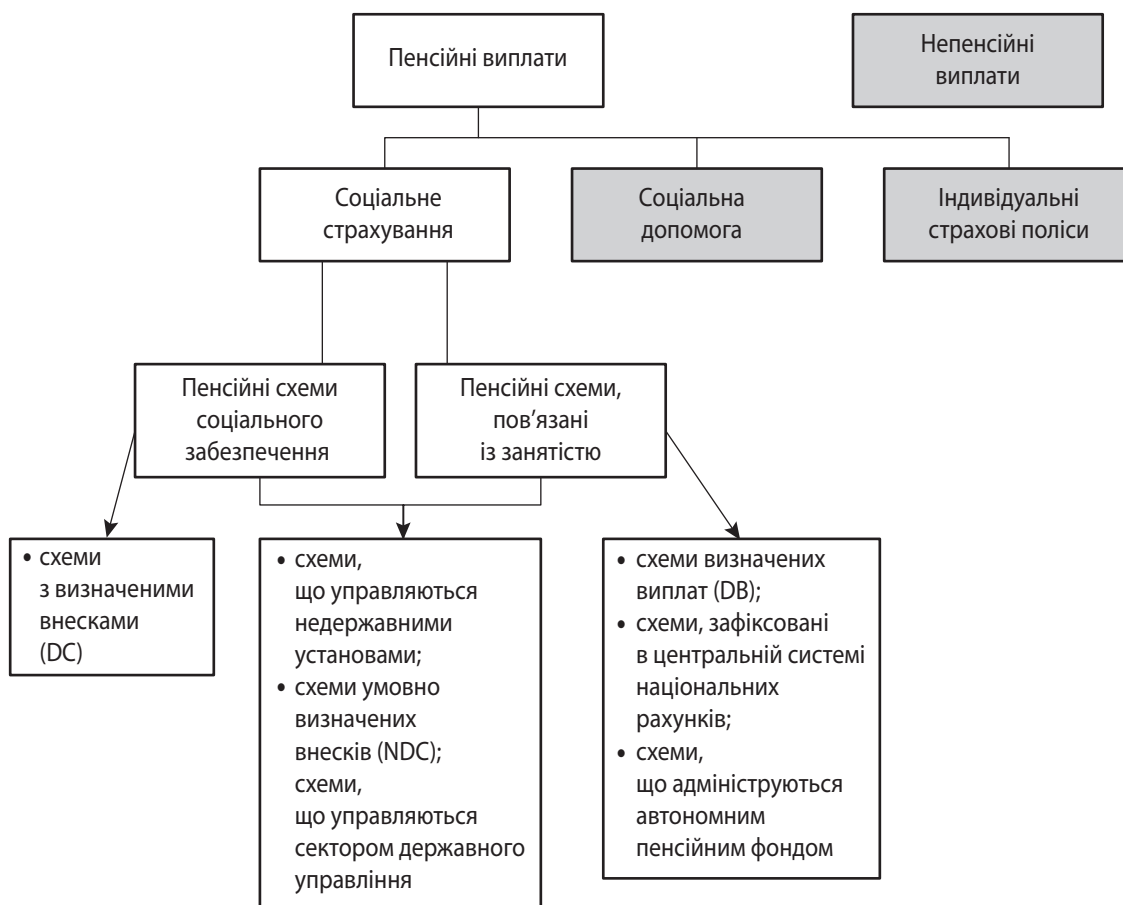 Пенсійні виплати
Непенсійні
виплати
Соціальне
страхування
Соціальна
допомога
Індивідуальні
страхові поліси
Пенсійні схеми
соціального
забезпечення
Пенсійні схеми,
пов’язані
із занятістю
• схеми
з визначеними
внесками
(DC)
• схеми,
що управляються
недержавними
установами;
• схеми умовно
визначених
внесків (NDC);
схеми,
що управляються
сектором державного
управління
• схеми визначених
виплат (DB);
• схеми, зафіксовані
в центральній системі
національних
рахунків;
• схеми,
що адмініструються
автономним
пенсійним фондом